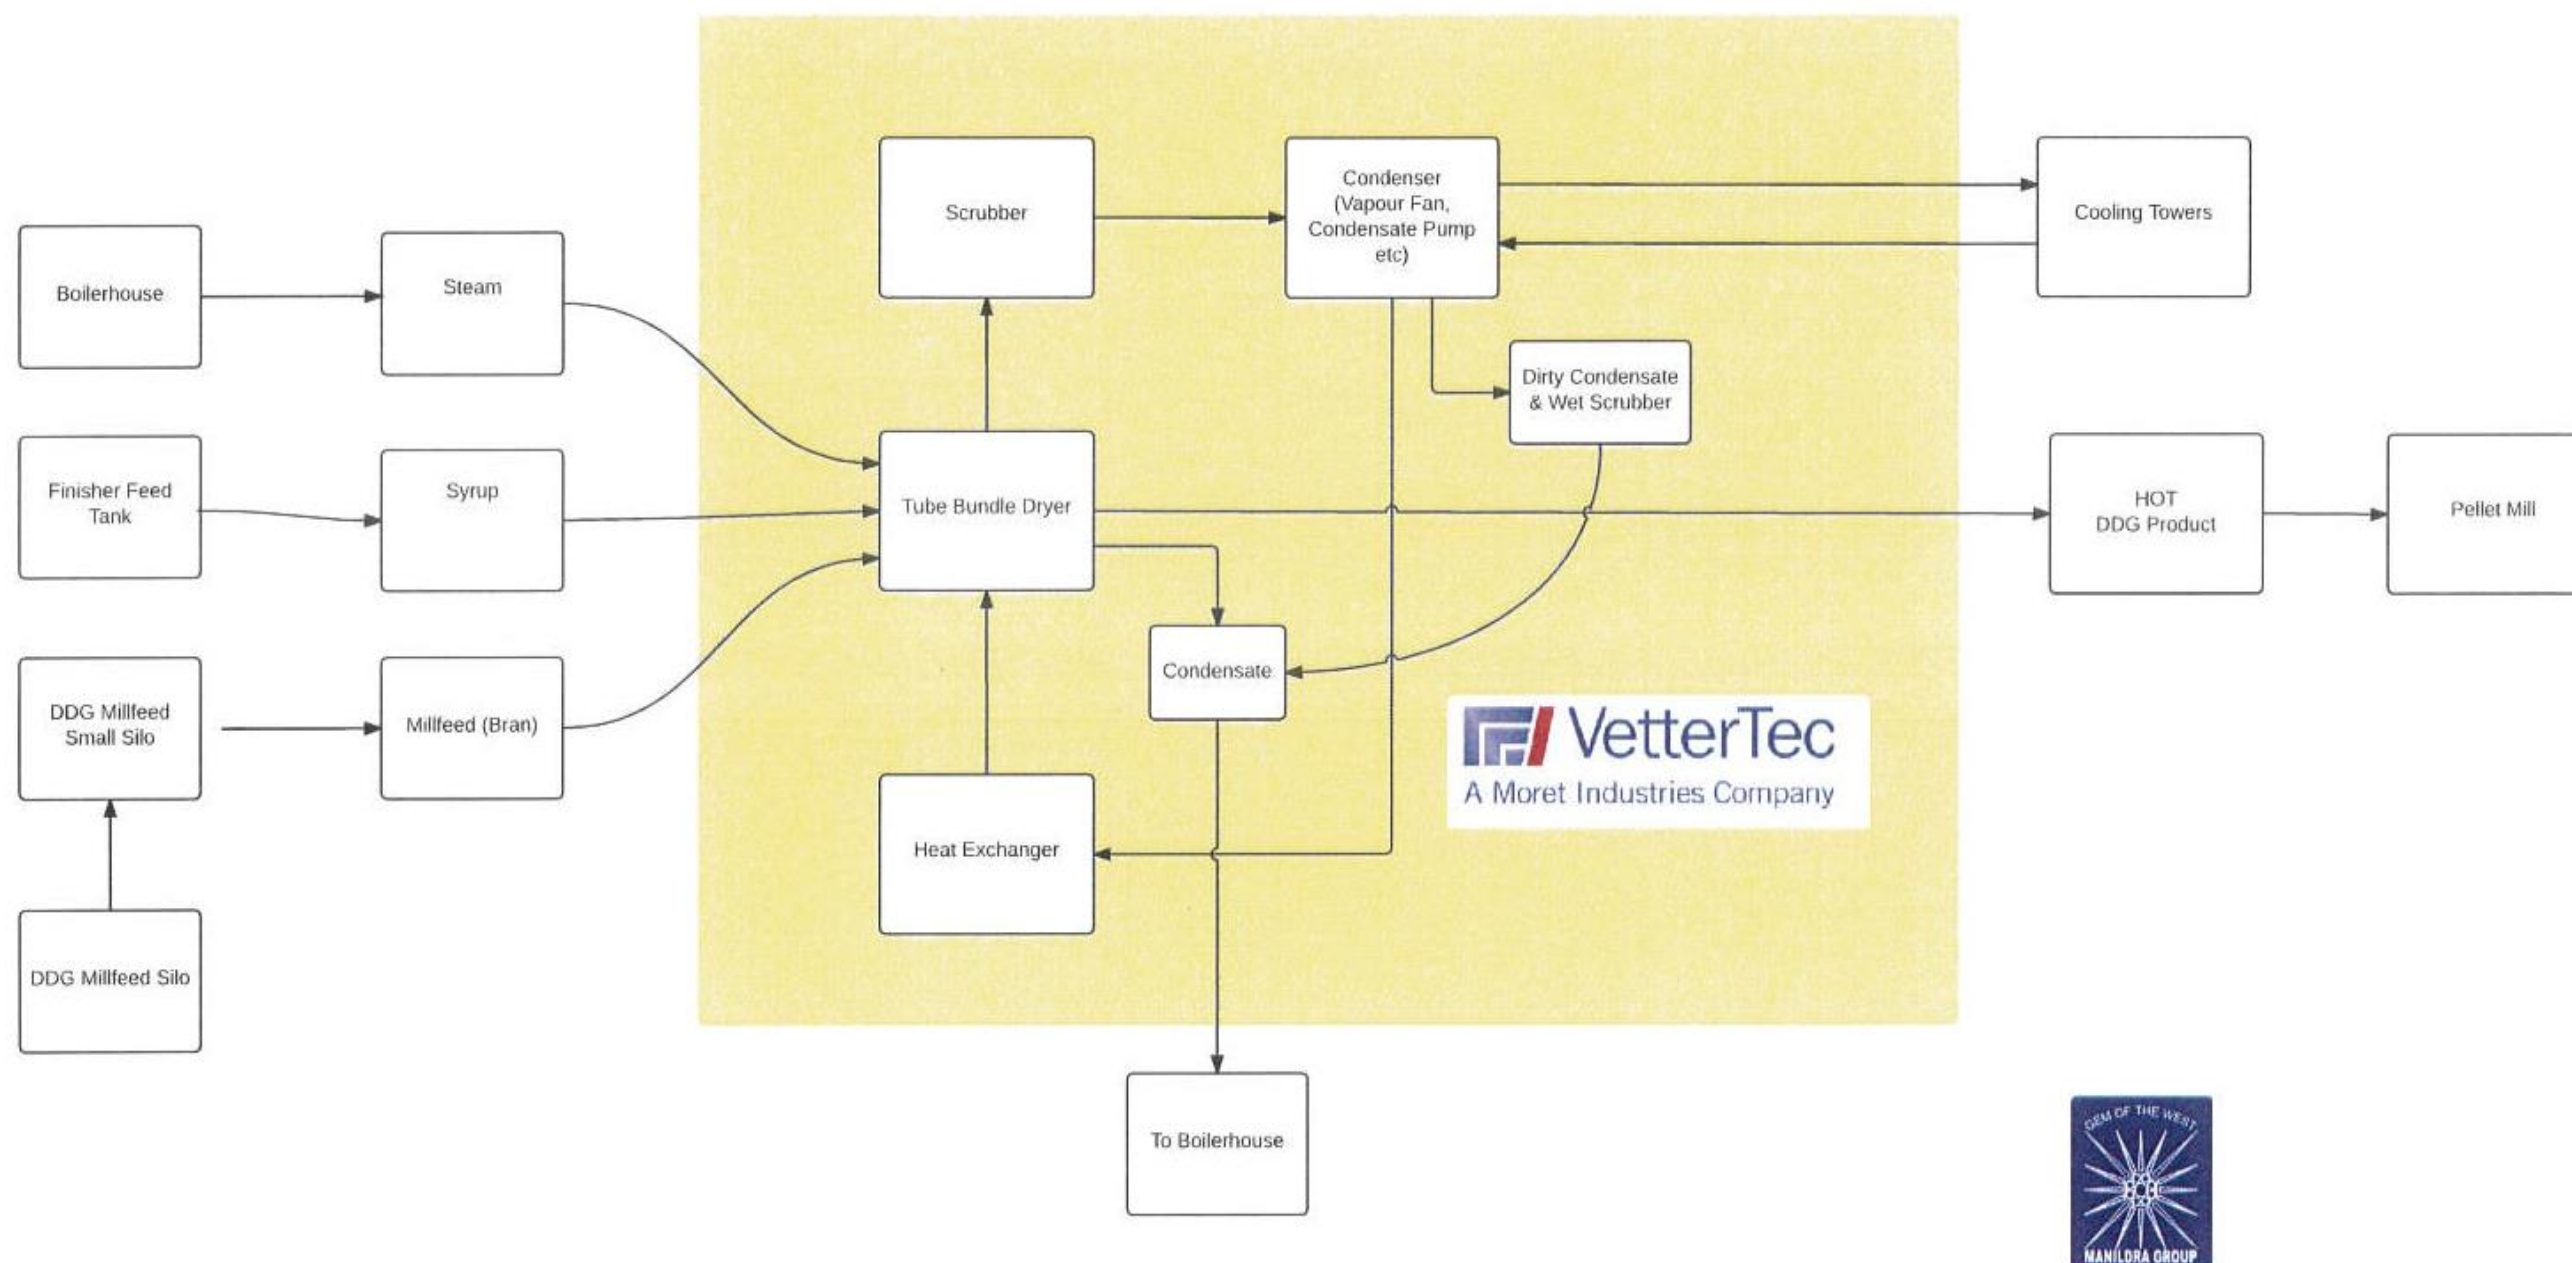 Scrubber
Condenser
(Vapour Fan,
Condensate Pump
etc)
Cooling Towers
Boilerhouse
Steam
Dirty Condensate
& Wet Scrubber
Finisher Feed
Tank
Syrup
Tube Bundle Dryer
HOT
DDG Product
Pellet Mill
Condensate
DDG Millfeed
Small Silo
Millfeed (Bran)
VetterTec
A Moret Industries Company
Heat Exchanger
DDG Millfeed Silo
To Boilerhouse
GEM OF THE WEST
MANILDRA GROUP